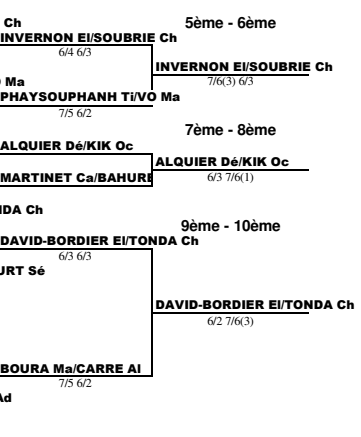 Ch
5ème - 6ème
INVERNON El/SOUBRIE Ch
6/4 6/3
INVERNON El/SOUBRIE Ch
7/6(3) 6/3
Ma
PHAYSOUPHANH Ti/VO Ma
7/5 6/2
7ème - 8ème
ALQUIER Dé/KIK Oc
ALQUIER Dé/KIK Oc
6/3 7/6(1)
MARTINET Ca/BAHURE
NDA Ch
9ème - 10ème
DAVID-BORDIER El/TONDA Ch
6/3 6/3
URT Sé
DAVID-BORDIER El/TONDA Ch
6/2 7/6(3)
BOURA Ma/CARRE Al
7/5 6/2
Ad